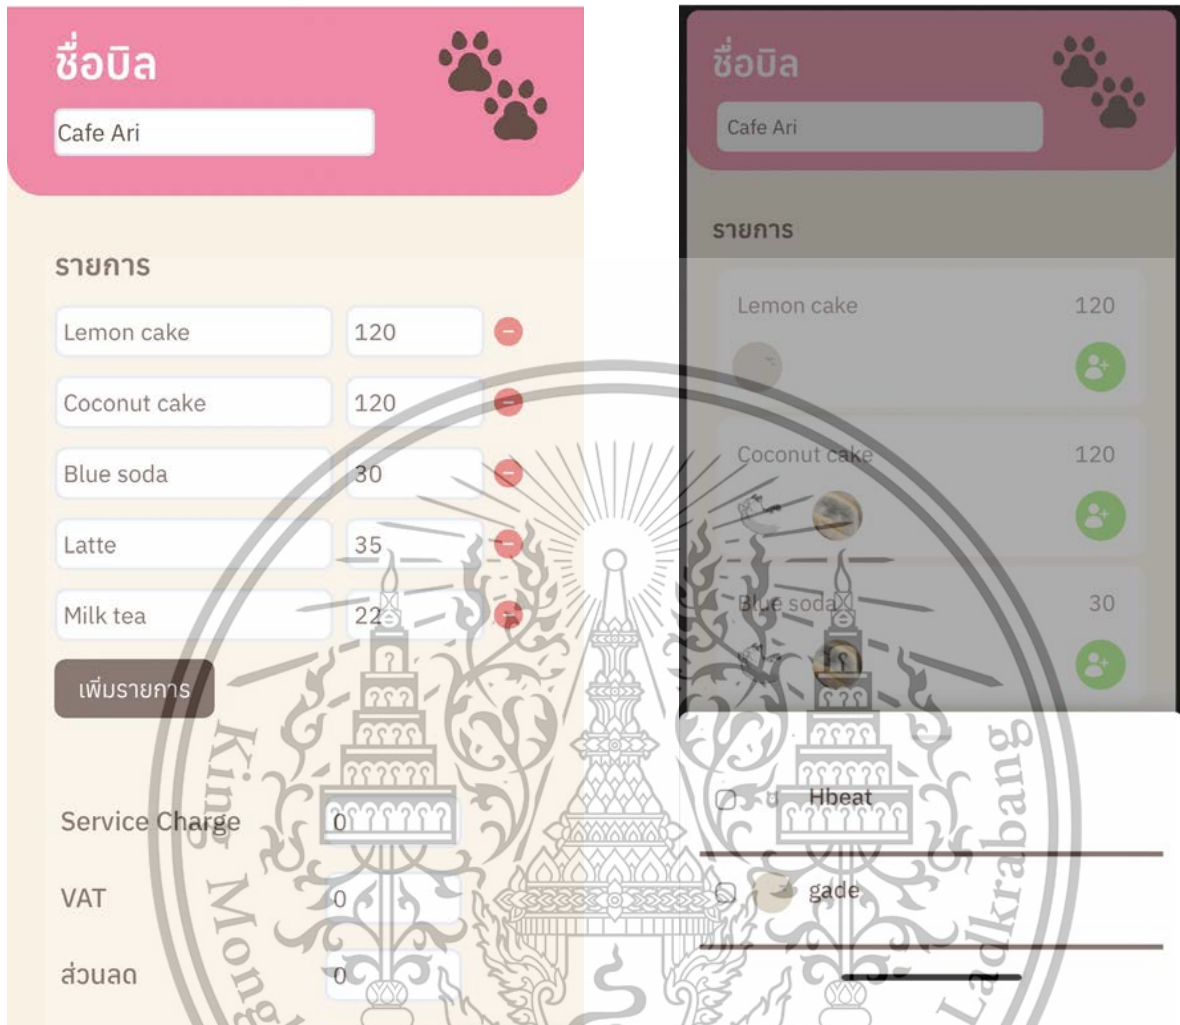 ชื่อบิล
Cafe Ari
รายการ
Lemon cake 120
Coconut cake 120
Blue soda 30
Latte 35
Milk tea 22
เพิ่มรายการ
Service Charge 0
VAT 0
ส่วนลด 0
ชื่อบิล
Cafe Ari
รายการ
Lemon cake 120
Coconut cake 120
Blue soda 30
Hbeat
gade
King Mong
Ladkrabang